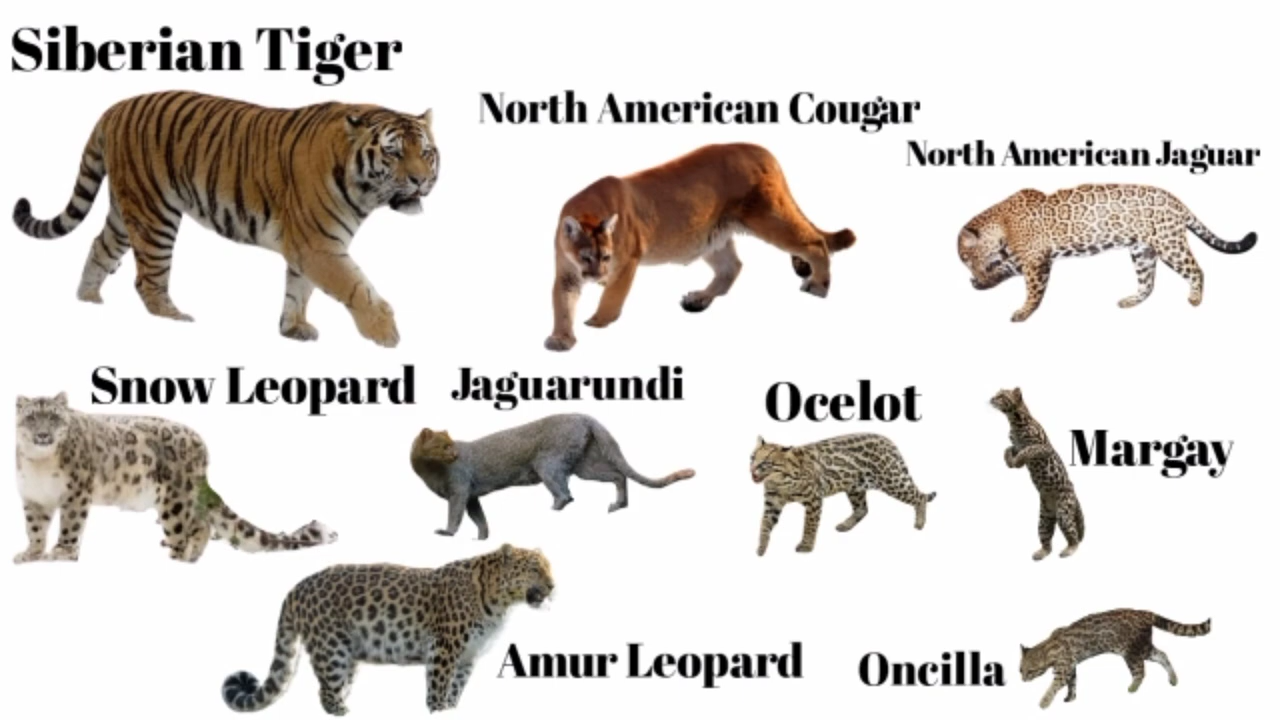 Siberian Tiger
North American Cougar
North American Jaguar
Snow Leopard
Jaguarundi
Ocelot
Margay
Amur Leopard
Oncilla